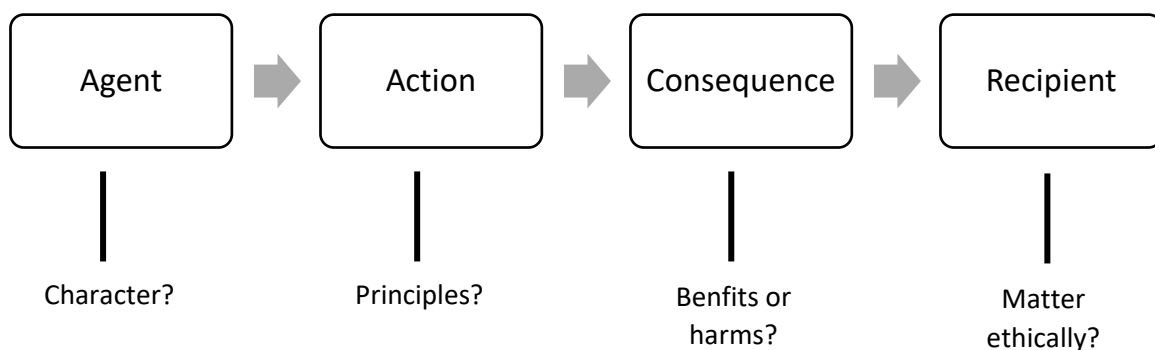 Agent
Action
Consequence
Recipient
Character?
Principles?
Benfits or
harms?
Matter
ethically?